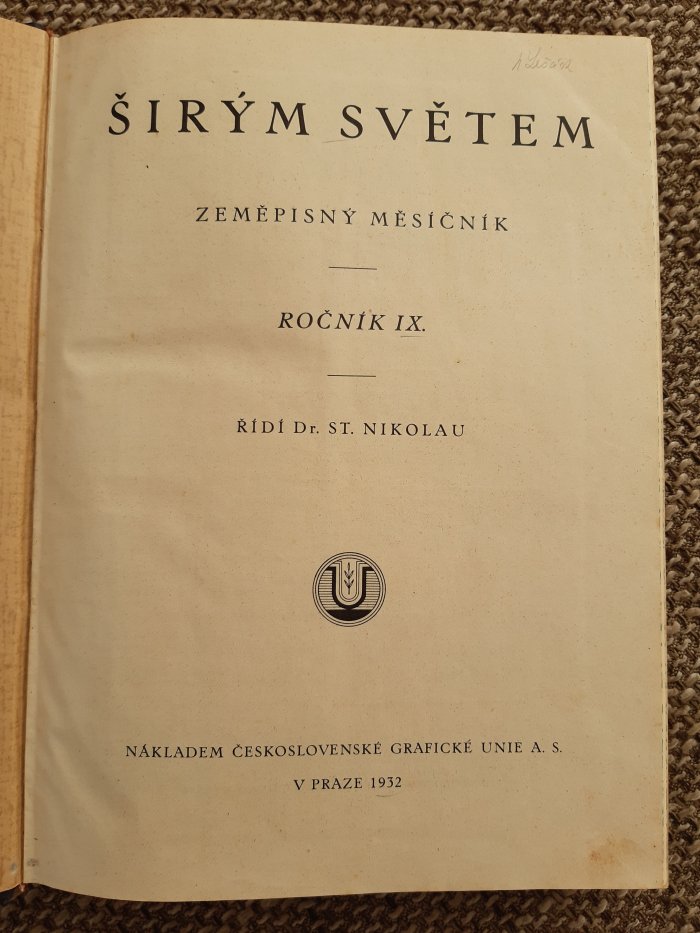 ŠIRÝM SVĚTEM
ZEMĚPISNÝ MĚSÍČNÍK
ROČNÍK IX.
ŘÍDÍ Dr. ST. NIKOLAU
NÁKLADEM ČESKOSLOVENSKÉ GRAFICKÉ UNIE A. S.
V PRAZE 1932